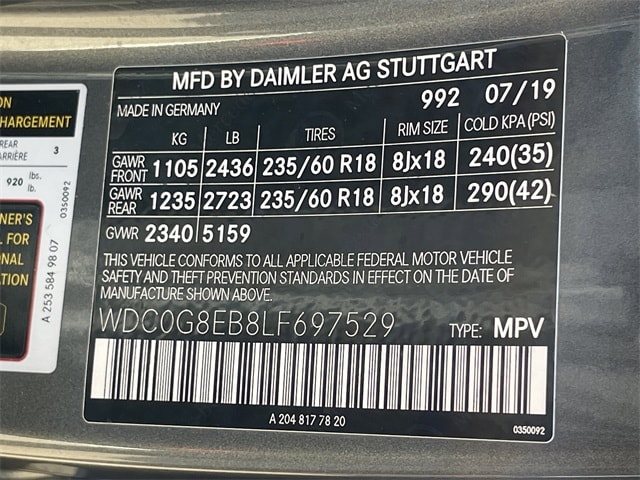 ON
HARGEMENT
REAR
ARRIÈRE 3
920 lbs.
lb.
0350092
NER'S
L FOR
ONAL
ATION
A 253 584 98 07
MFD BY DAIMLER AG STUTTGART
MADE IN GERMANY 992 07/19
KG LB TIRES RIM SIZE COLD KPA(PSI)
GAWR FRONT 1105 2436 235/60 R18 8Jx18 240(35)
GAWR REAR 1235 2723 235/60 R18 8Jx18 290(42)
GVWR 2340 5159
THIS VEHICLE CONFORMS TO ALL APPLICABLE FEDERAL MOTOR VEHICLE
SAFETY AND THEFT PREVENTION STANDARDS IN EFFECT ON THE DATE OF
MANUFACTURE SHOWN ABOVE.
WDC0G8EB8LF697529 TYPE: MPV
A 204 817 78 20
0350092